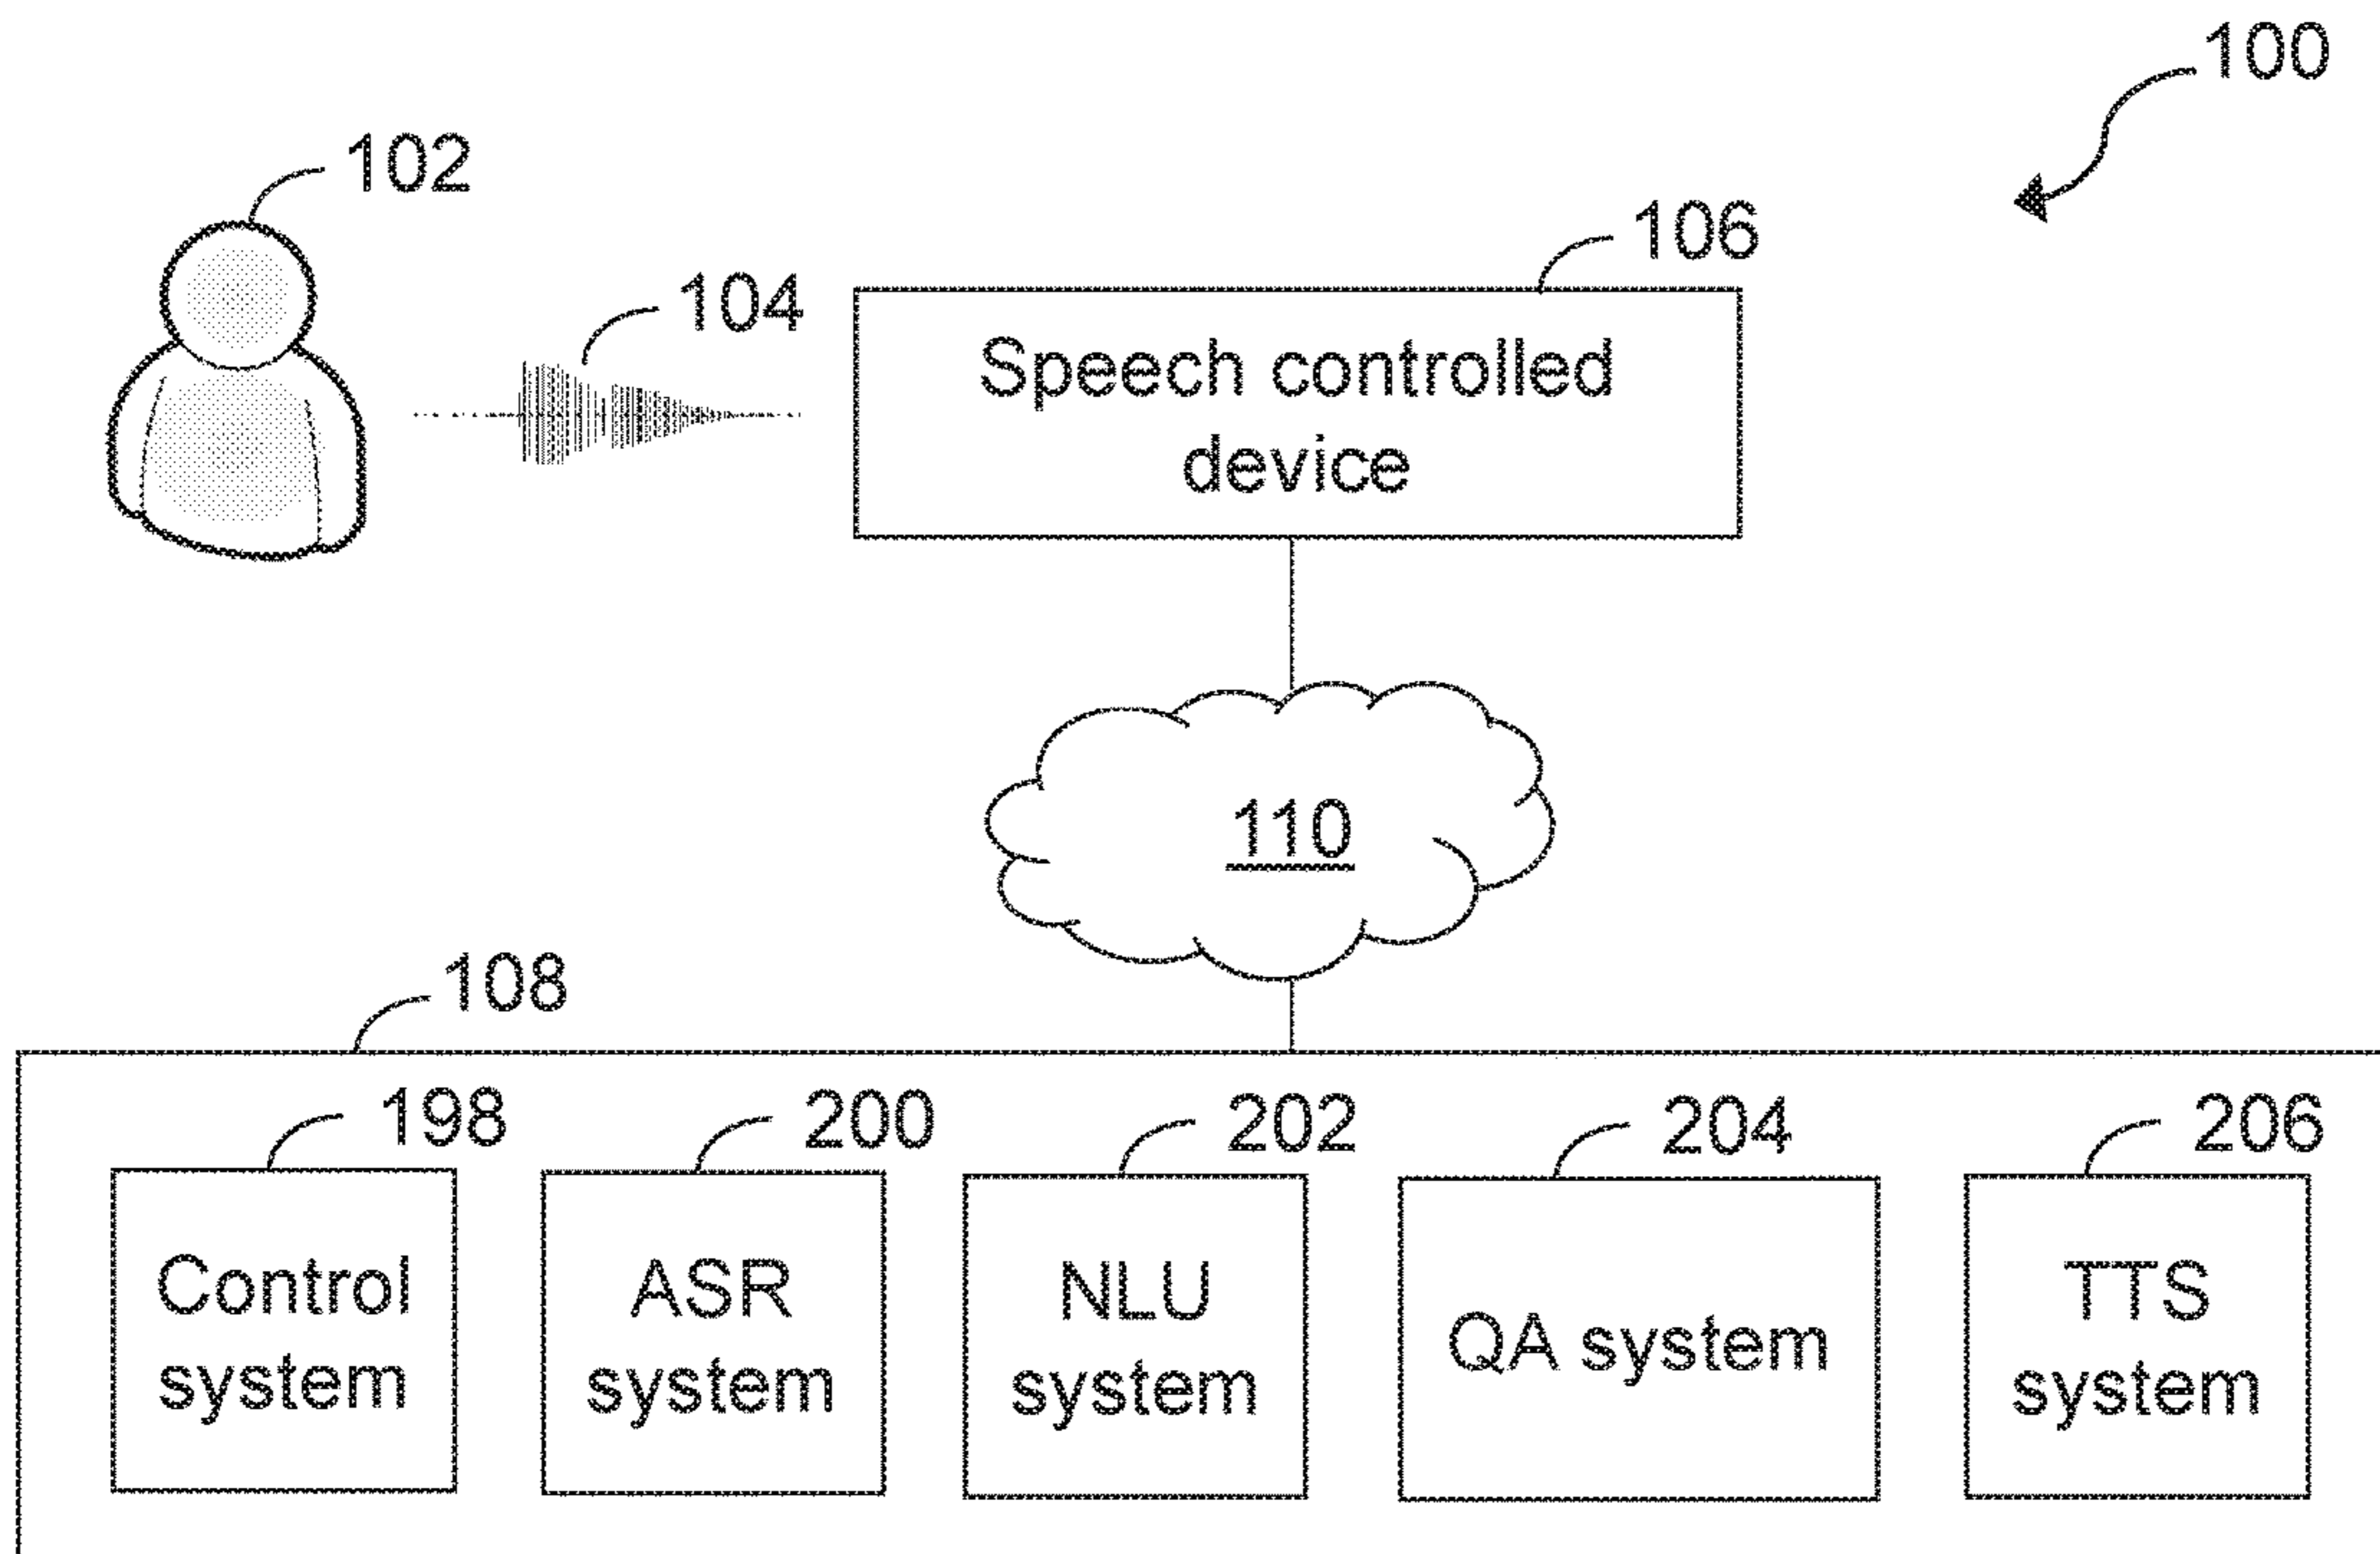 100
102
106
104
Speech controlled
device
110
108
198
200
202
204
206
Control
system
ASR
system
NLU
system
QA system
TTS
system